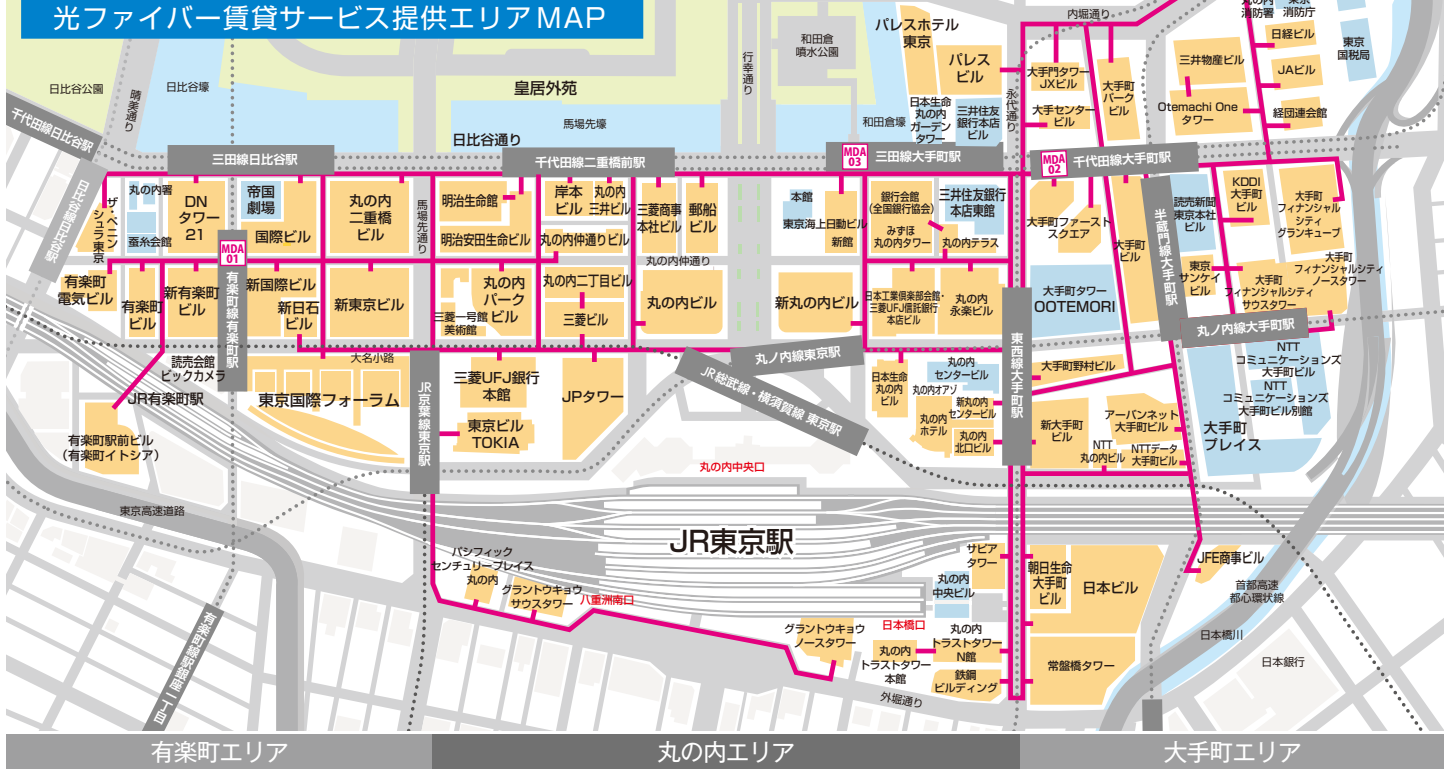 光ファイバー賃貸サービス提供エリアMAP
内堀通り
丸の内
消防署
東京
消防庁
日経ビル
東京
国税局
パレスホテル
東京
和田倉
噴水公園
行幸通り
パレス
ビル
永代通り
大手門タワー
JXビル
大手町
パーク
ビル
三井物産ビル
JAビル
日比谷公園
晴美通り
日比谷壕
皇居外苑
馬場先壕
和田倉壕
日本生命
丸の内
ガーデン
タワー
三井住友
銀行本店
ビル
大手センター
ビル
Otemachi One
タワー
経団連会館
千代田線日比谷駅
日比谷通り
三田線日比谷駅
千代田線二重橋前駅
MDA
03
三田線大手町駅
MDA
02
千代田線大手町駅
日比谷線日比谷駅
ザ・ペニン
シュラ東京
丸の内署
蚕糸会館
DN
タワー
21
帝国
劇場
国際ビル
丸の内
二重橋
ビル
馬場先通り
明治生命館
明治安田生命ビル
岸本
ビル
丸の内
三井ビル
丸の内仲通りビル
三菱商事
本社ビル
郵船
ビル
丸の内仲通り
本館
東京海上日動ビル
新館
銀行会館
(全国銀行協会)
みずほ
丸の内タワー
三井住友銀行
本店東館
丸の内テラス
大手町ファースト
スクエア
大手町
ビル
半蔵門線大手町駅
読売新聞
東京本社
ビル
KDDI
大手町
ビル
大手町
フィナンシャル
シティ
グランキューブ
MDA
01
有楽町線有楽町駅
有楽町
電気ビル
有楽町
ビル
新有楽町
ビル
新国際ビル
新日石
ビル
新東京ビル
三菱一号館
美術館
丸の内
パーク
ビル
丸の内二丁目ビル
三菱ビル
丸の内ビル
新丸の内ビル
日本工業倶楽部会館・
三菱UFJ信託銀行
本店ビル
丸の内
永楽ビル
大手町タワー
OOTEMORI
東京
サンケイ
ビル
大手町
フィナンシャルシティ
サウスタワー
大手町
フィナンシャルシティ
ノースタワー
丸ノ内線大手町駅
東西線大手町駅
読売会館
ビックカメラ
大名小路
JR有楽町駅
東京国際フォーラム
JR京葉線東京駅
三菱UFJ銀行
本館
東京ビル
TOKIA
JPタワー
丸ノ内線東京駅
JR総武線・横須賀線 東京駅
日本生命
丸の内
ビル
丸の内
センタービル
丸の内オアゾ
新丸の内
センタービル
丸の内
ホテル
丸の内
北口ビル
大手町野村ビル
新大手町
ビル
アーバンネット
大手町ビル
NTT
丸の内ビル
NTTデータ
大手町ビル
大手町
プレイス
NTT
コミュニケーションズ
大手町ビル
NTT
コミュニケーションズ
大手町ビル別館
有楽町駅前ビル
(有楽町イトシア)
丸の内中央口
東京高速道路
JR東京駅
パシフィック
センチュリープレイス
丸の内
グラントウキョウ
サウスタワー
八重洲南口
サピア
タワー
丸の内
中央ビル
朝日生命
大手町
ビル
日本ビル
JFE商事ビル
首都高速
都心環状線
有楽町線銀座一丁目駅
グラントウキョウ
ノースタワー
日本橋口
丸の内
トラストタワー
本館
丸の内
トラストタワー
N館
鉄鋼
ビルディング
常盤橋タワー
日本橋川
日本銀行
外堀通り
有楽町エリア
丸の内エリア
大手町エリア